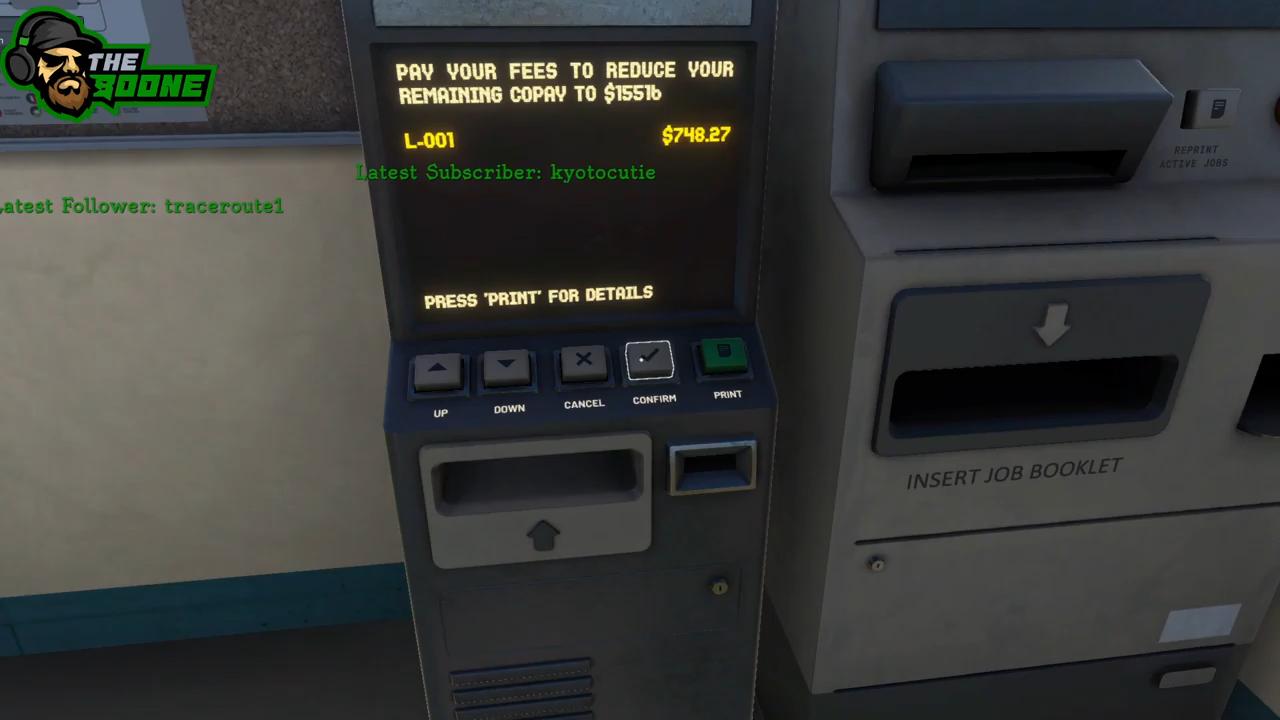 THE
BOONE
PAY YOUR FEES TO REDUCE YOUR
REMAINING COPAY TO $15516
L-001 $748.27
Latest Subscriber: kyotocutie
atest Follower: traceroute1
PRESS 'PRINT' FOR DETAILS
UP DOWN CANCEL CONFIRM PRINT
REPRINT
ACTIVE JOBS
INSERT JOB BOOKLET